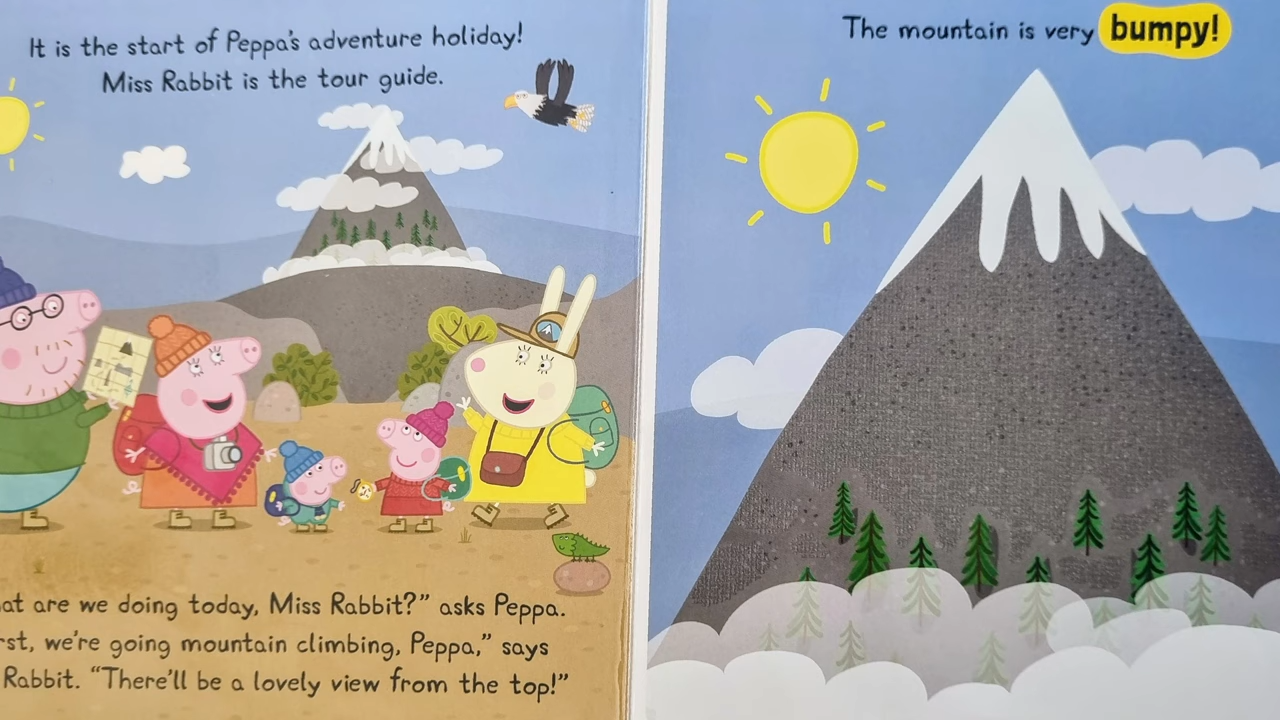 It is the start of Peppa's adventure holiday!
Miss Rabbit is the tour guide.
are we doing today, Miss Rabbit?” asks Peppa.
we're going mountain climbing, Peppa,” says
Rabbit. “There'll be a lovely view from the top!”
The mountain is very bumpy!